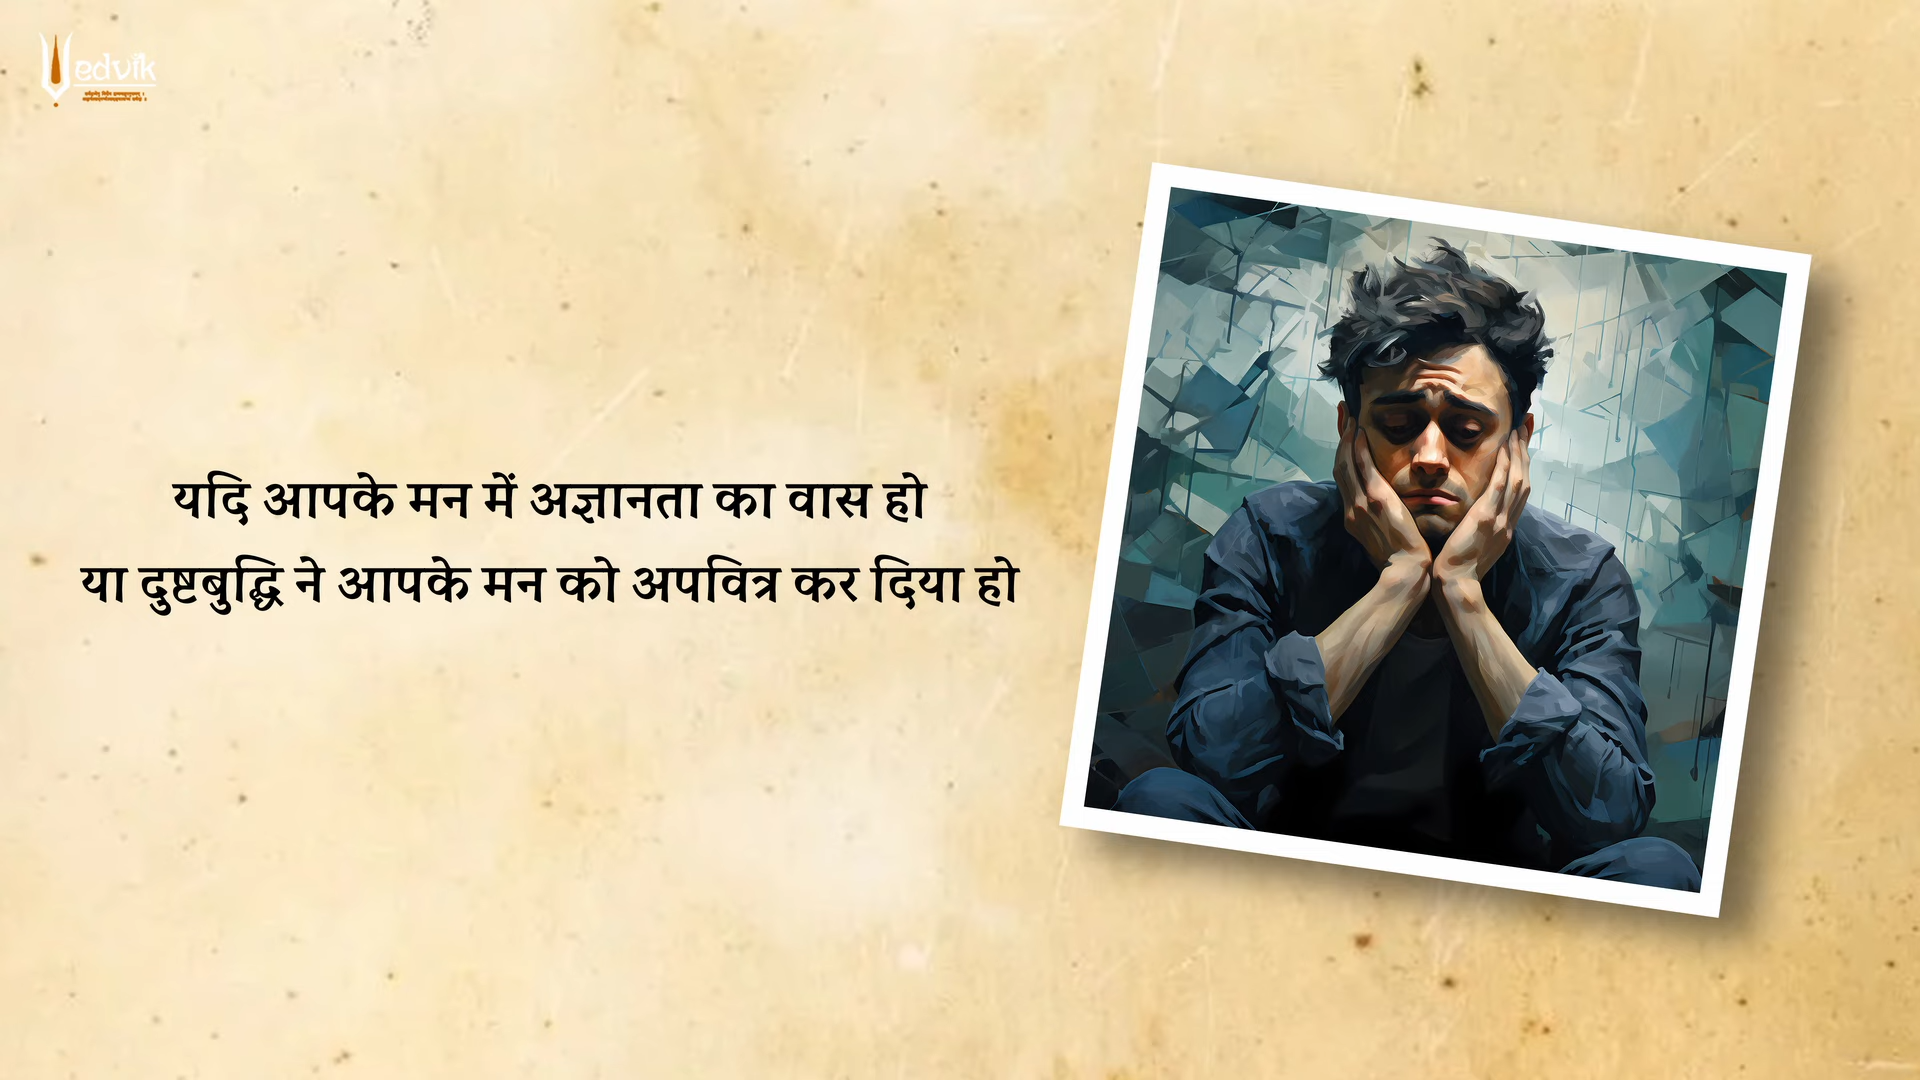 Vedvik
यदि आपके मन में अज्ञानता का वास हो
या दुष्टबुद्धि ने आपके मन को अपवित्र कर दिया हो